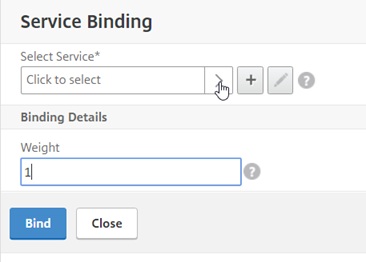 Service Binding
Select Service*
Click to select
Binding Details
Weight
1
Bind Close